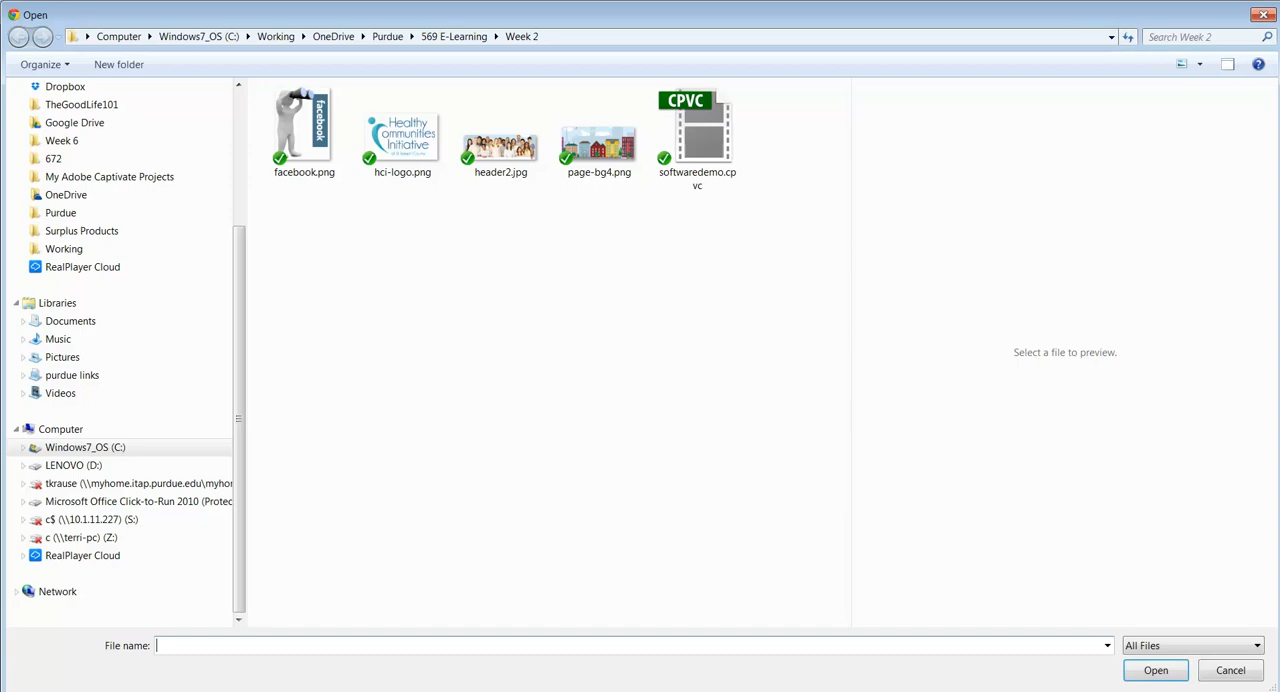 Open
Computer Windows7_OS (C:) Working OneDrive Purdue 569 E-Learning Week 2
Search Week 2
Organize New folder
Dropbox
TheGoodLife101
Google Drive
Week 6
672
My Adobe Captivate Projects
OneDrive
Purdue
Surplus Products
Working
RealPlayer Cloud
Libraries
Documents
Music
Pictures
purdue links
Videos
Computer
Windows7_OS (C:)
LENOVO (D:)
tkrause (\\myhome.itap.purdue.edu\myhor
Microsoft Office Click-to-Run 2010 (Protec
c$ (\\10.1.11.227) (S:)
c (\\terri-pc) (Z:)
RealPlayer Cloud
Network
facebook
facebook.png
Healthy
Communities
Initiative
hci-logo.png
header2.jpg
page-bg4.png
CPVC
softwaredemo.cp
vc
Select a file to preview.
File name:
All Files
Open Cancel